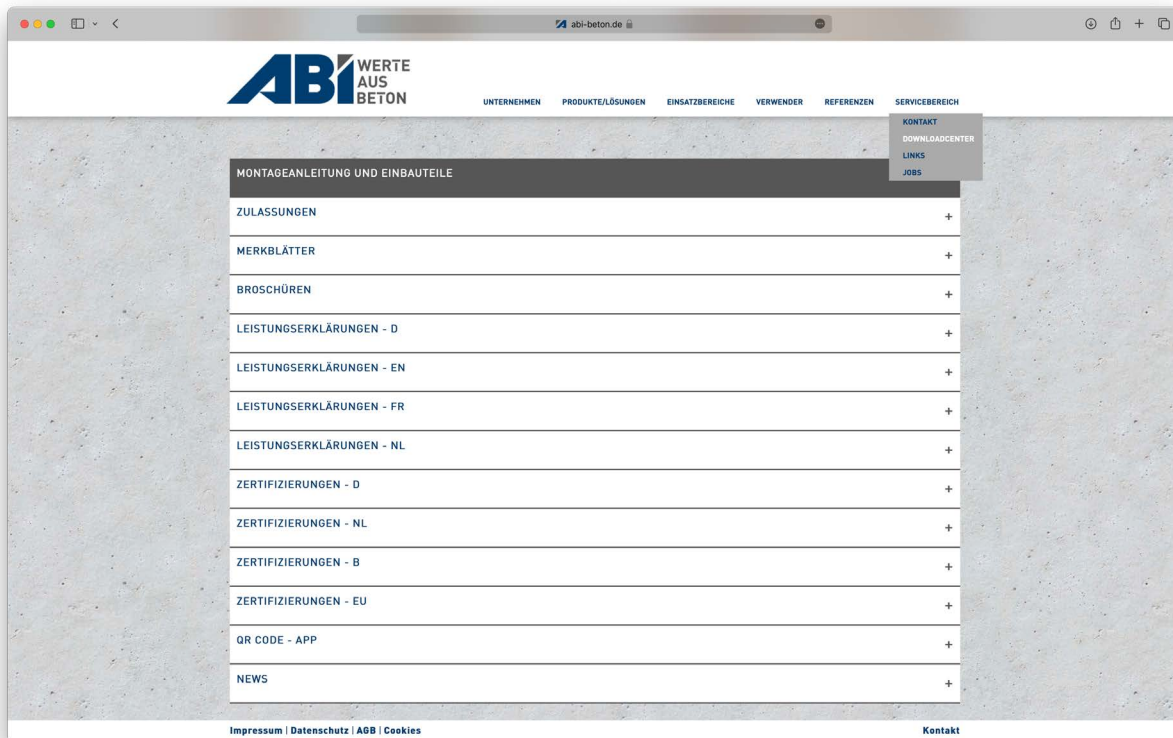 abi-beton.de
ABI WERTE
AUS
BETON
UNTERNEHMEN PRODUKTE/LÖSUNGEN EINSATZBEREICHE VERWENDER REFERENZEN SERVICEBEREICH
KONTAKT
DOWNLOADCENTER
LINKS
JOBS
MONTAGEANLEITUNG UND EINBAUTEILE
ZULASSUNGEN +
MERKBLÄTTER +
BROSCHÜREN +
LEISTUNGSERKLÄRUNGEN - D +
LEISTUNGSERKLÄRUNGEN - EN +
LEISTUNGSERKLÄRUNGEN - FR +
LEISTUNGSERKLÄRUNGEN - NL +
ZERTIFIZIERUNGEN - D +
ZERTIFIZIERUNGEN - NL +
ZERTIFIZIERUNGEN - B +
ZERTIFIZIERUNGEN - EU +
QR CODE - APP +
NEWS +
Impressum | Datenschutz | AGB | Cookies Kontakt